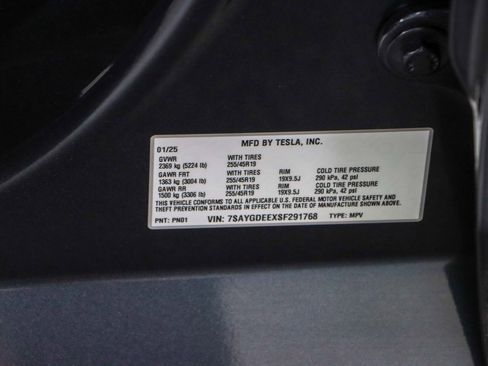 MFD BY TESLA, INC.
01/25
GVWR WITH TIRES
2369 kg (5224 lb) 255/45R19
GAWR FRT WITH TIRES RIM COLD TIRE PRESSURE
1363 kg (3004 lb) 255/45R19 19X9.5J 290 kPa, 42 psi
GAWR RR WITH TIRES RIM COLD TIRE PRESSURE
1500 kg (3306 lb) 255/45R19 19X9.5J 290 kPa, 42 psi
THIS VEHICLE CONFORMS TO ALL APPLICABLE U.S. FEDERAL MOTOR VEHICLE SAFETY AND
THEFT PREVENTION STANDARDS IN EFFECT ON THE DATE OF MANUFACTURE SHOWN ABOVE.
PNT: PN01 VIN: 7SAYGDEEXSF291768 TYPE: MPV